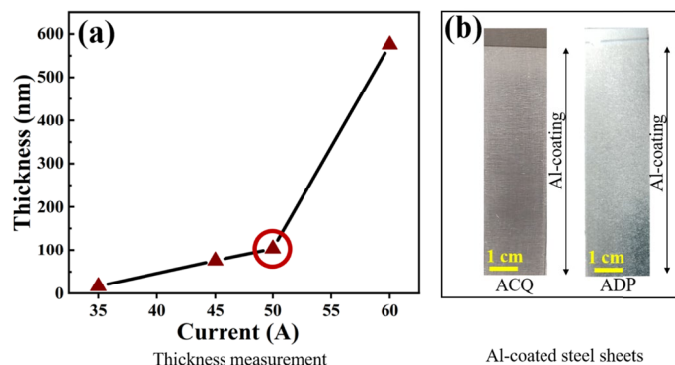 (a)
600
500
400
300
200
100
0
Thickness (nm)
35
40
45
50
55
60
Current (A)
Thickness measurement
(b)
Al-coating
Al-coating
1 cm
1 cm
ACQ
ADP
Al-coated steel sheets